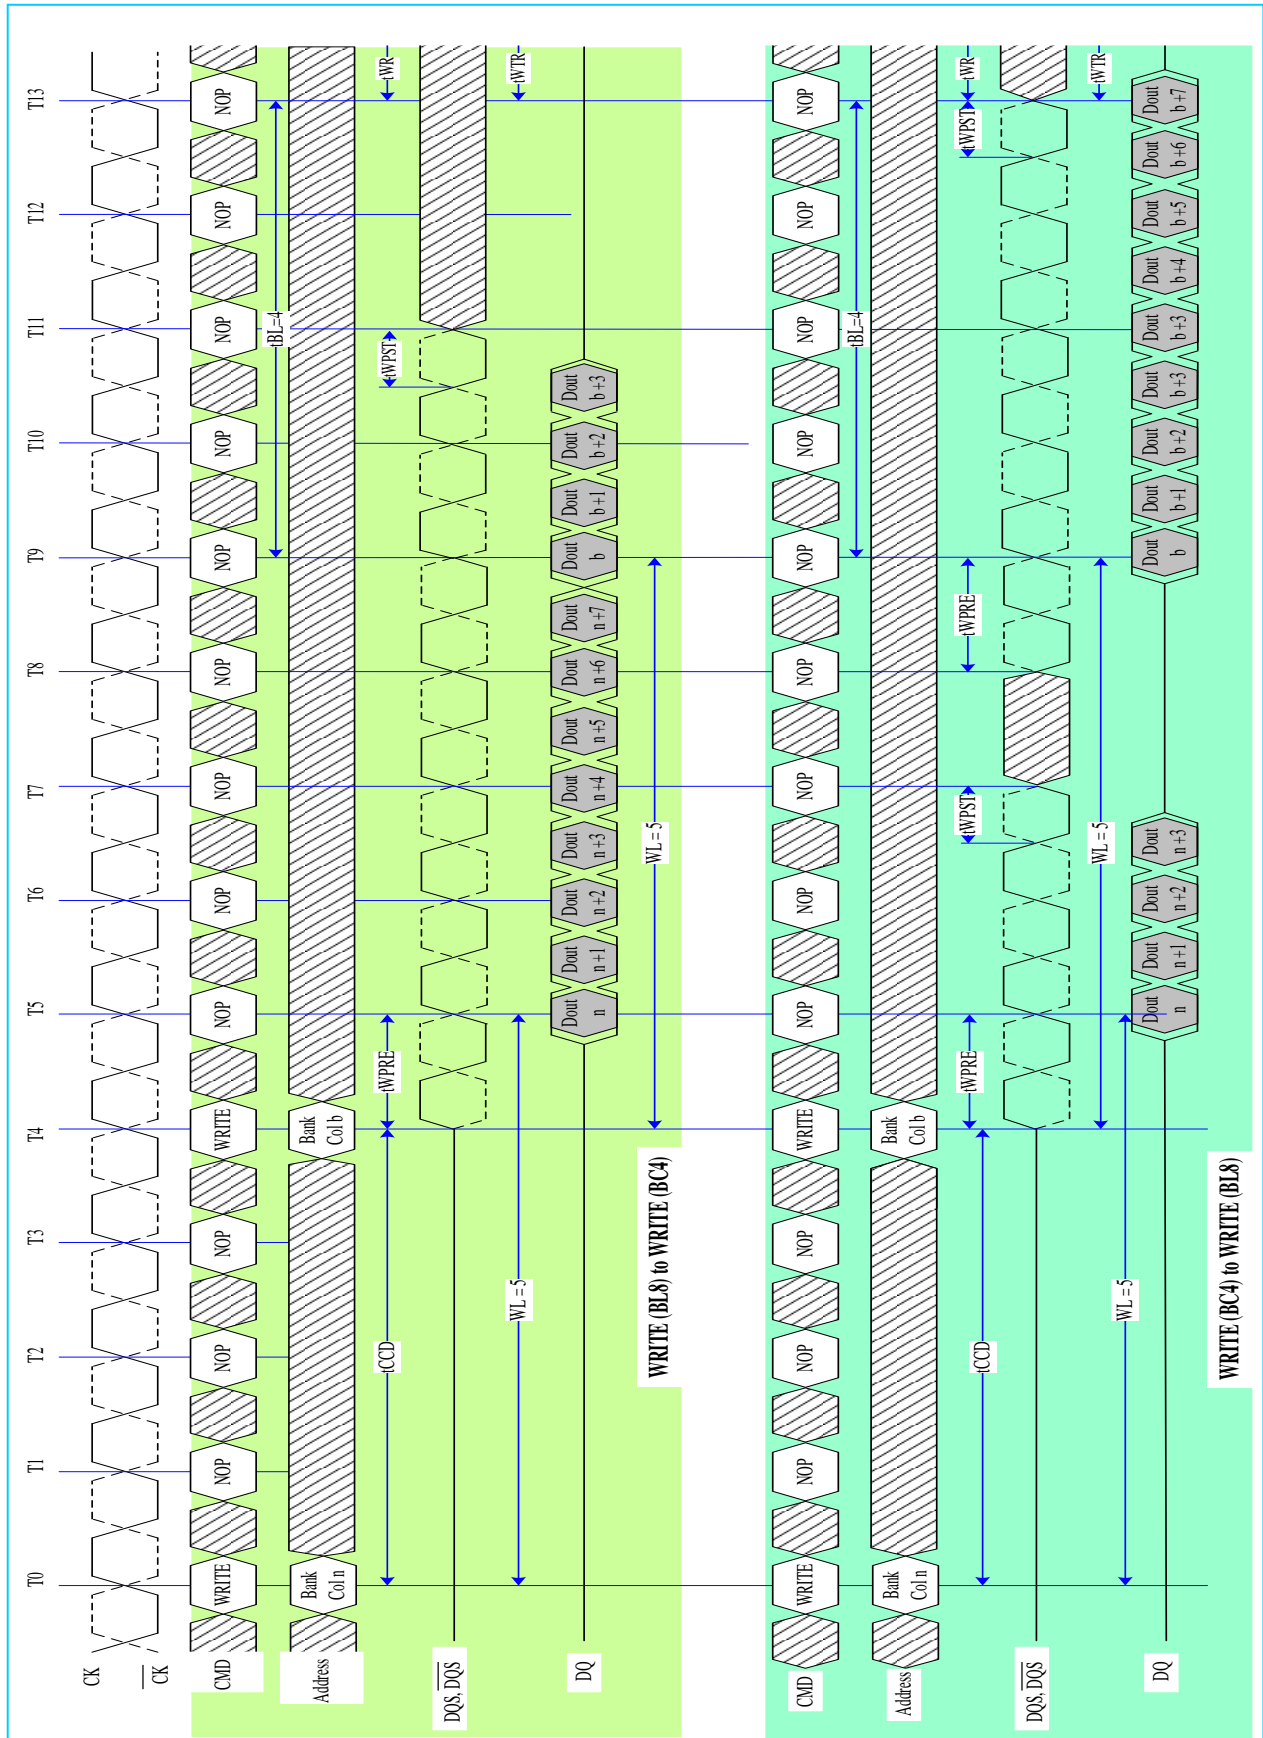 T0 T1 T2 T3 T4 T5 T6 T7 T8 T9 T10 T11 T12 T13
CK
CK
CMD WRITE NOP NOP NOP WRITE NOP NOP NOP NOP NOP NOP NOP NOP NOP
tBL=4
Address
Bank Bank
Col n Col b
tCCD tWPRE tWPST tWR
DQS, DQS
WL = 5 tWTR
DQ
Dout Dout Dout Dout Dout Dout Dout Dout Dout Dout Dout Dout
n n+1 n+2 n+3 n+4 n+5 n+6 n+7 b b+1 b+2 b+3
WL = 5
WRITE (BL8) to WRITE (BC4)
CMD WRITE NOP NOP NOP WRITE NOP NOP NOP NOP NOP NOP NOP NOP NOP
tBL=4
Address
Bank Bank
Col n Col b
tWPRE tWPST tWPRE tWPST tWR
tCCD
DQS, DQS
WL = 5 tWTR
WL = 5
DQ
Dout Dout Dout Dout Dout Dout Dout Dout Dout Dout Dout Dout Dout
n n+1 n+2 n+3 b b+1 b+2 b+3 b+3 b+4 b+5 b+6 b+7
WRITE (BC4) to WRITE (BL8)